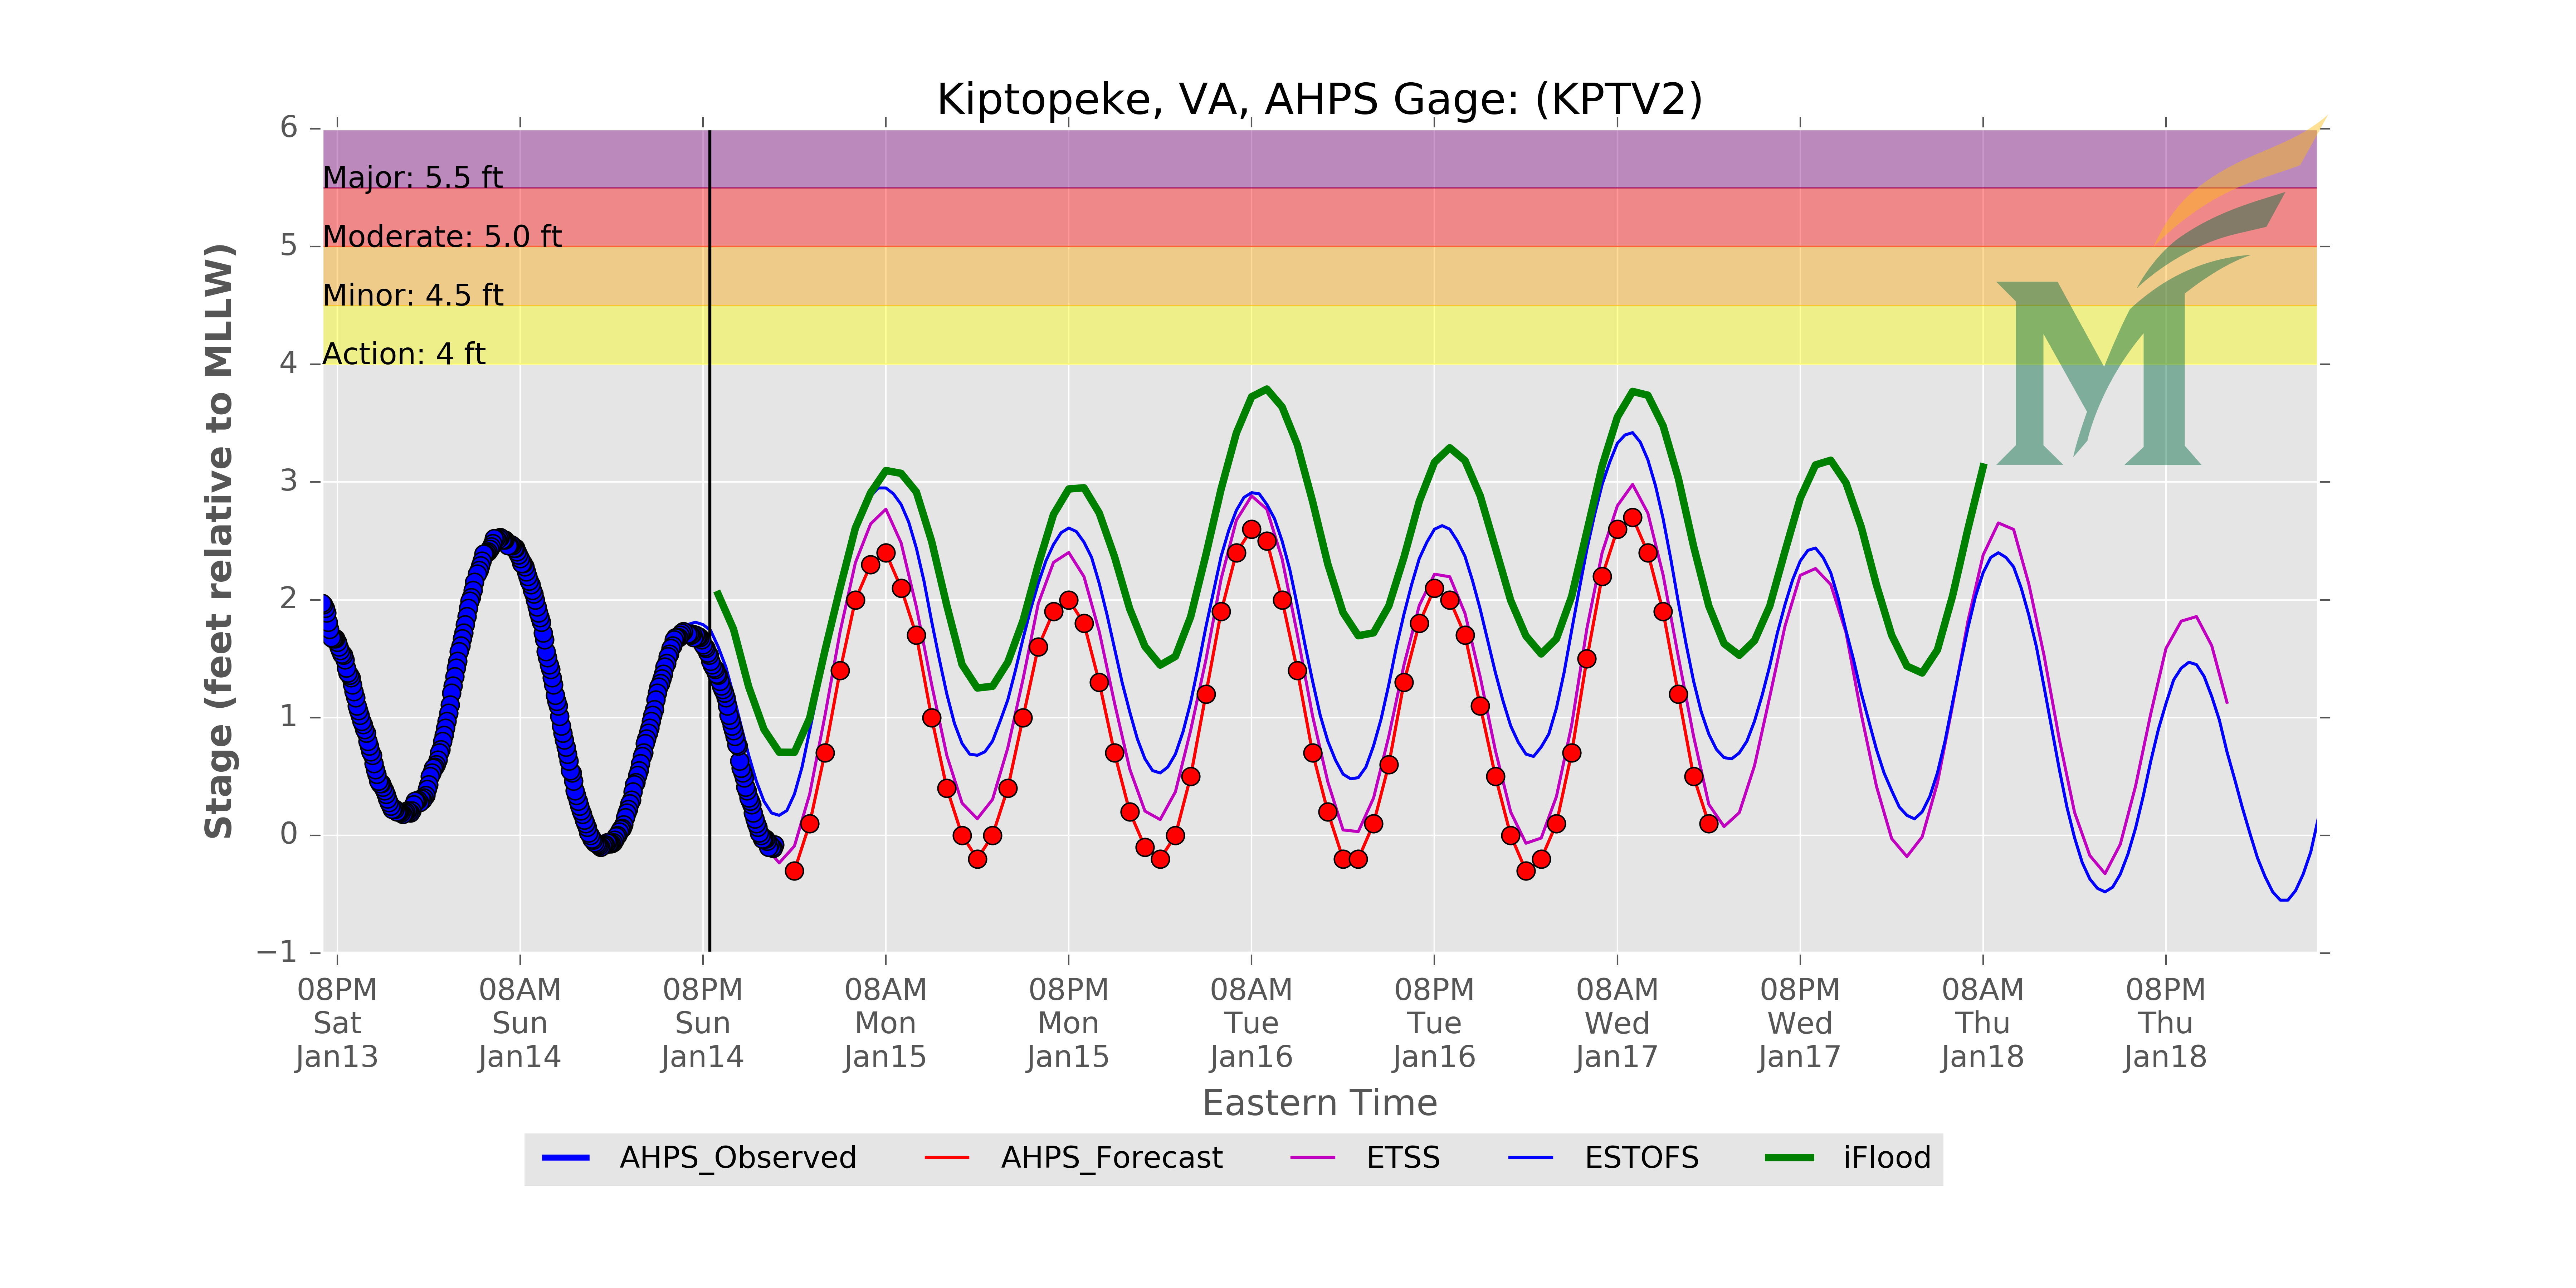 Kiptopeke, VA, AHPS Gage: (KPTV2)
Stage (feet relative to MLLW)
6
5
4
3
2
1
0
−1
Major: 5.5 ft
Moderate: 5.0 ft
Minor: 4.5 ft
Action: 4 ft
M
08PM 08AM 08PM 08AM 08PM 08AM 08PM 08AM 08PM 08AM 08PM
Sat Sun Sun Mon Mon Tue Tue Wed Wed Thu Thu
Jan13 Jan14 Jan14 Jan15 Jan15 Jan16 Jan16 Jan17 Jan17 Jan18 Jan18
Eastern Time
AHPS_Observed AHPS_Forecast ETSS ESTOFS iFlood